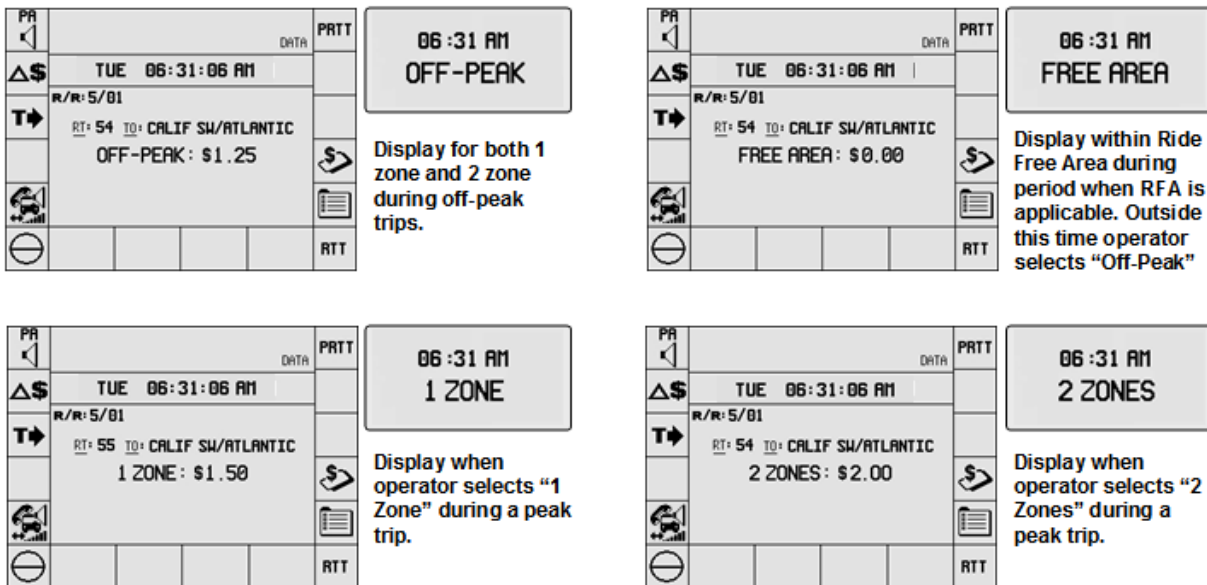 PA
DATA
PRTT
Δ$
TUE 06:31:06 AM
R/R: 5/01
T
RT: 54 TO: CALIF SW/ATLANTIC
OFF-PEAK: $1.25
$
RTT
06:31 AM
OFF-PEAK
Display for both 1
zone and 2 zone
during off-peak
trips.
PA
DATA
PRTT
Δ$
TUE 06:31:06 AM
R/R: 5/01
T
RT: 54 TO: CALIF SW/ATLANTIC
FREE AREA: $0.00
$
RTT
06:31 AM
FREE AREA
Display within Ride
Free Area during
period when RFA is
applicable. Outside
this time operator
selects “Off-Peak”
PA
DATA
PRTT
Δ$
TUE 06:31:06 AM
R/R: 5/01
T
RT: 55 TO: CALIF SW/ATLANTIC
1 ZONE: $1.50
$
RTT
06:31 AM
1 ZONE
Display when
operator selects “1
Zone” during a peak
trip.
PA
DATA
PRTT
Δ$
TUE 06:31:06 AM
R/R: 5/01
T
RT: 54 TO: CALIF SW/ATLANTIC
2 ZONES: $2.00
$
RTT
06:31 AM
2 ZONES
Display when
operator selects “2
Zones” during a
peak trip.